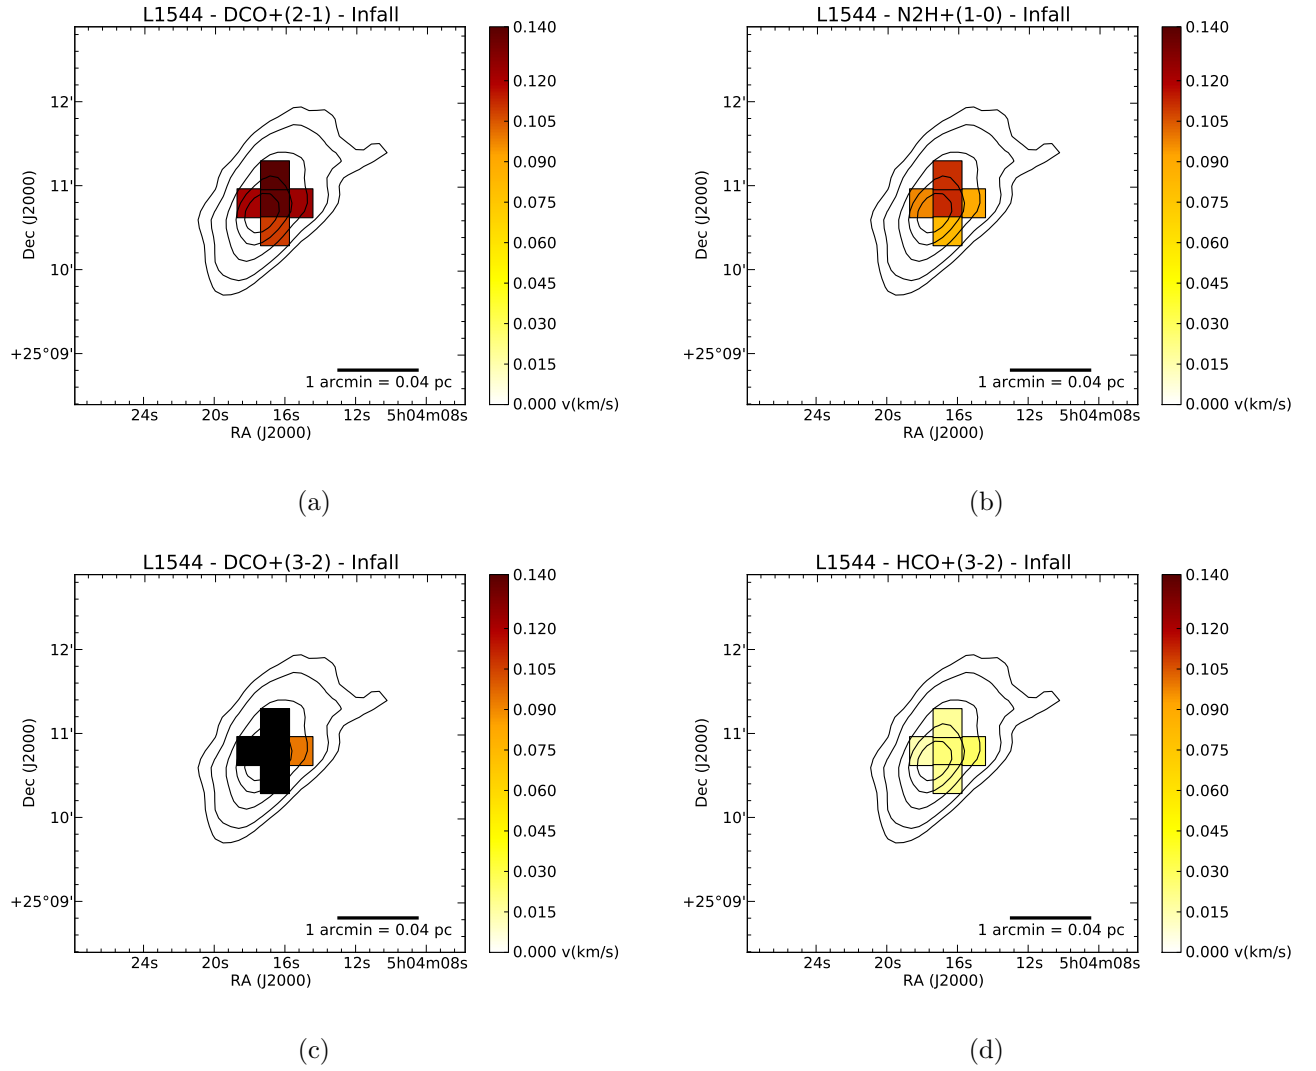 L1544 - DCO+(2-1) - Infall
0.140
0.120
0.105
0.090
0.075
0.060
0.045
0.030
0.015
0.000 v(km/s)
12'
11'
10'
+25°09'
Dec (J2000)
1 arcmin = 0.04 pc
24s 20s 16s 12s 5h04m08s
RA (J2000)
(a)
L1544 - N2H+(1-0) - Infall
0.140
0.120
0.105
0.090
0.075
0.060
0.045
0.030
0.015
0.000 v(km/s)
12'
11'
10'
+25°09'
Dec (J2000)
1 arcmin = 0.04 pc
24s 20s 16s 12s 5h04m08s
RA (J2000)
(b)
L1544 - DCO+(3-2) - Infall
0.140
0.120
0.105
0.090
0.075
0.060
0.045
0.030
0.015
0.000 v(km/s)
12'
11'
10'
+25°09'
Dec (J2000)
1 arcmin = 0.04 pc
24s 20s 16s 12s 5h04m08s
RA (J2000)
(c)
L1544 - HCO+(3-2) - Infall
0.140
0.120
0.105
0.090
0.075
0.060
0.045
0.030
0.015
0.000 v(km/s)
12'
11'
10'
+25°09'
Dec (J2000)
1 arcmin = 0.04 pc
24s 20s 16s 12s 5h04m08s
RA (J2000)
(d)